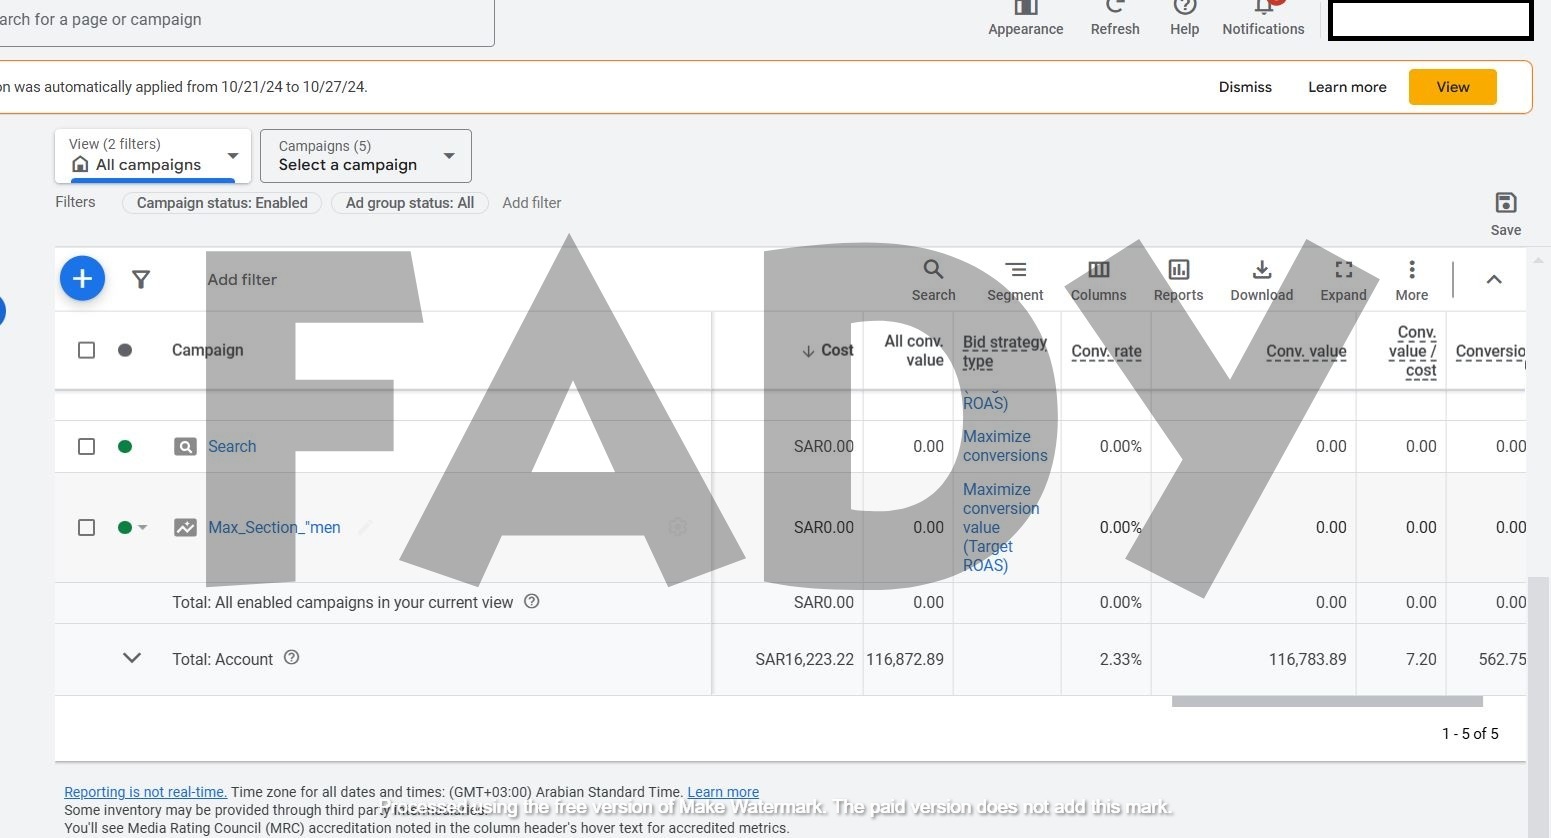 arch for a page or campaign
Appearance
Refresh
Help
Notifications
on was automatically applied from 10/21/24 to 10/27/24.
Dismiss
Learn more
View
View (2 filters)
All campaigns
Campaigns (5)
Select a campaign
Filters
Campaign status: Enabled
Ad group status: All
Add filter
Save
Add filter
Search
Segment
Columns
Reports
Download
Expand
More
FADY
Campaign
Cost
All conv. value
Bid strategy type
Conv. rate
Conv. value
Conv. value / cost
Conversio
ROAS)
Search
SAR0.00
0.00
Maximize conversions
0.00%
0.00
0.00
0.00
Max_Section_"men
SAR0.00
0.00
Maximize conversion value (Target ROAS)
0.00%
0.00
0.00
0.00
Total: All enabled campaigns in your current view
SAR0.00
0.00
0.00%
0.00
0.00
0.00
Total: Account
SAR16,223.22
116,872.89
2.33%
116,783.89
7.20
562.75
1 - 5 of 5
Reporting is not real-time. Time zone for all dates and times: (GMT+03:00) Arabian Standard Time. Learn more
Some inventory may be provided through third party intermediaries.
Processed using the free version of Make Watermark. The paid version does not add this mark.
You'll see Media Rating Council (MRC) accreditation noted in the column header's hover text for accredited metrics.